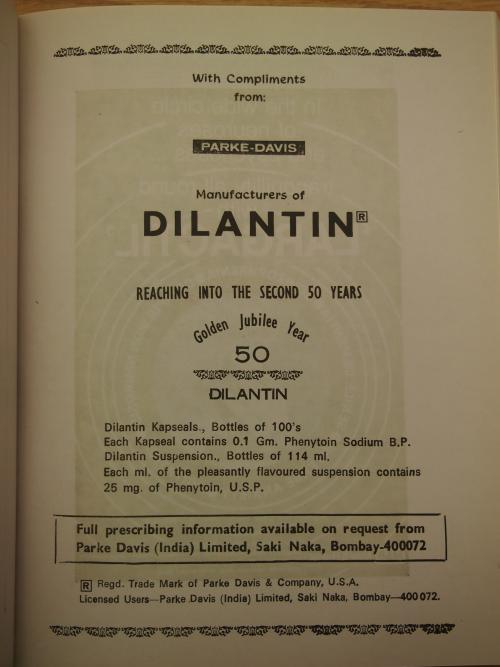 With Compliments
from:
PARKE-DAVIS
Manufacturers of
DILANTIN®
REACHING INTO THE SECOND 50 YEARS
Golden Jubilee Year
50
DILANTIN
Dilantin Kapseals., Bottles of 100's
Each Kapseal contains 0.1 Gm. Phenytoin Sodium B.P.
Dilantin Suspension., Bottles of 114 ml.
Each ml. of the pleasantly flavoured suspension contains
25 mg. of Phenytoin, U.S.P.
Full prescribing information available on request from
Parke Davis (India) Limited, Saki Naka, Bombay-400072
® Regd. Trade Mark of Parke Davis & Company, U.S.A.
Licensed Users—Parke Davis (India) Limited, Saki Naka, Bombay—400 072.